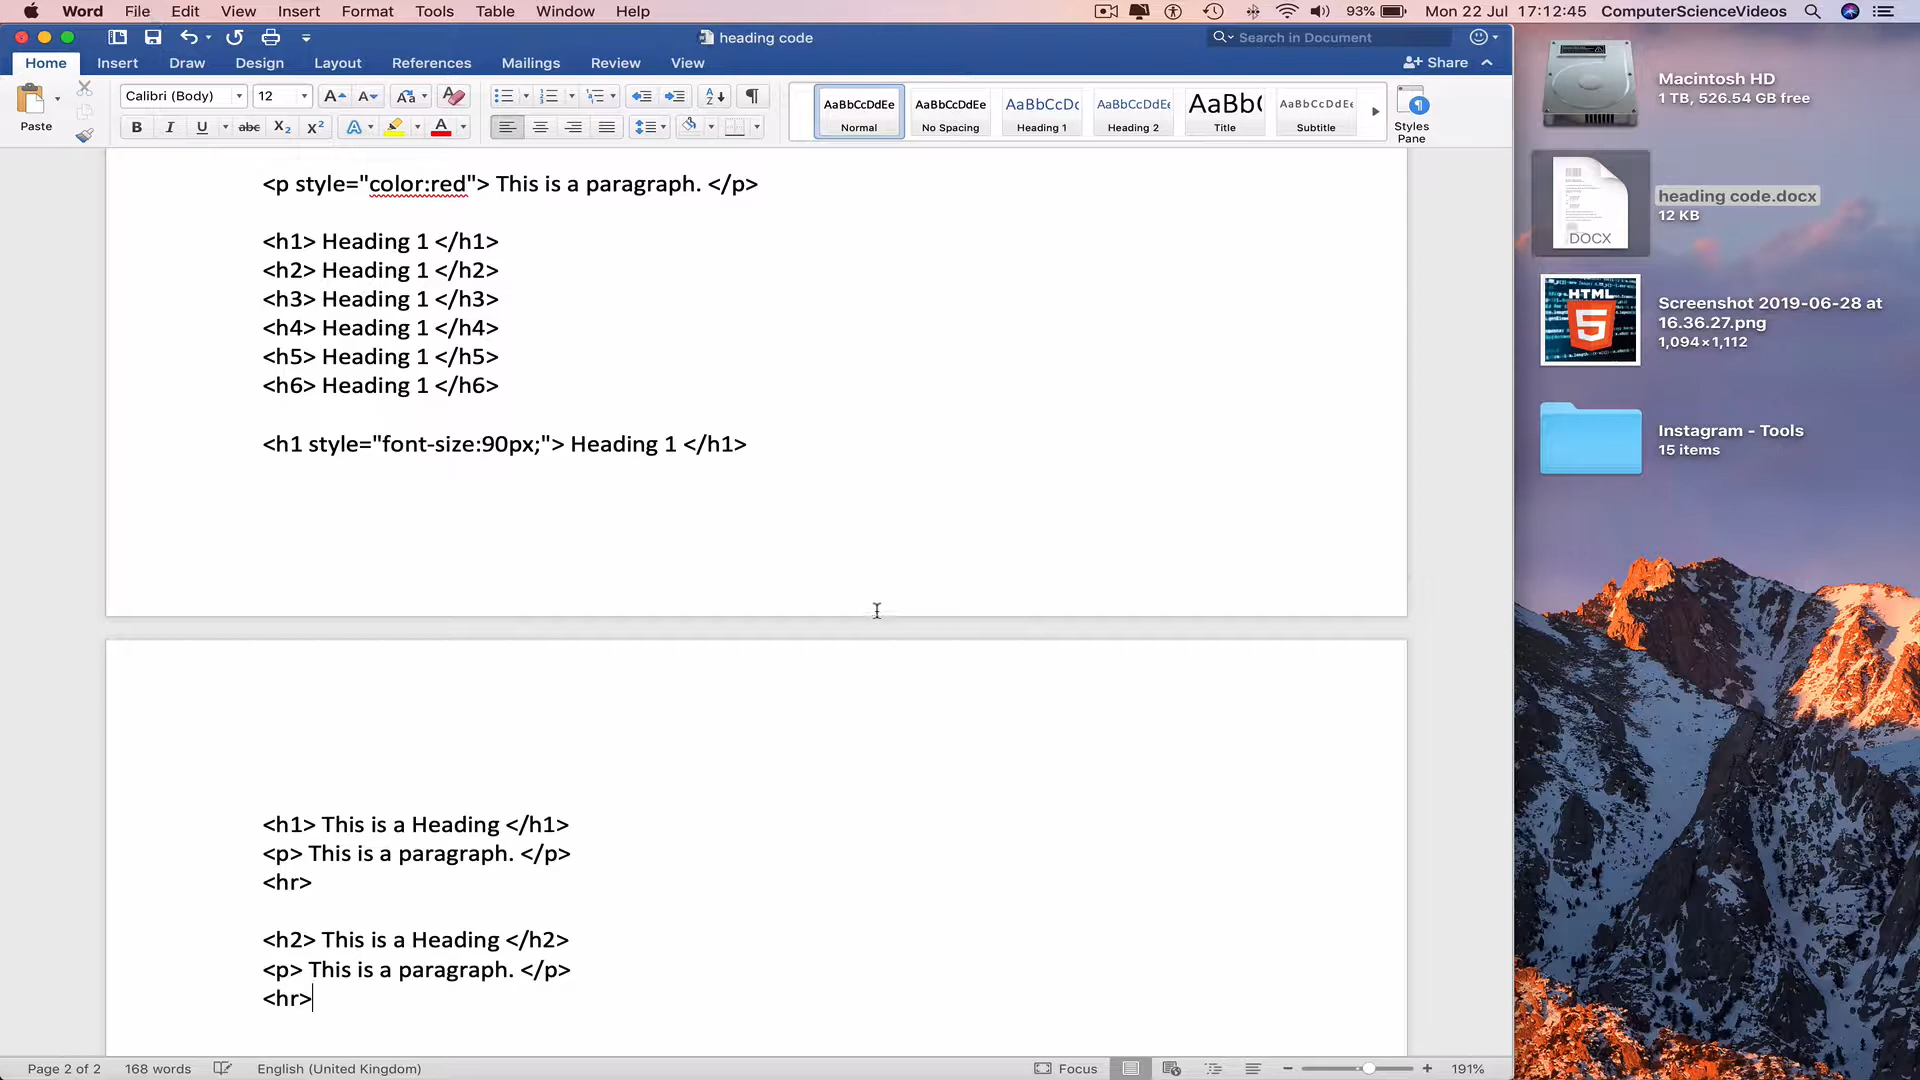 Word File Edit View Insert Format Tools Table Window Help 93% Mon 22 Jul 17:12:45 ComputerScienceVideos
heading code
Search in Document
Home Insert Draw Design Layout References Mailings Review View Share
Paste
Calibri (Body) 12
AaBbCcDdEe AaBbCcDdEe AaBbCcDc AaBbCcDdEe AaBb( AaBbCcDdEe
Normal No Spacing Heading 1 Heading 2 Title Subtitle
Styles
Pane
<p style="color:red"> This is a paragraph. </p>
<h1> Heading 1 </h1>
<h2> Heading 1 </h2>
<h3> Heading 1 </h3>
<h4> Heading 1 </h4>
<h5> Heading 1 </h5>
<h6> Heading 1 </h6>
<h1 style="font-size:90px;"> Heading 1 </h1>
<h1> This is a Heading </h1>
<p> This is a paragraph. </p>
<hr>
<h2> This is a Heading </h2>
<p> This is a paragraph. </p>
<hr>
Page 2 of 2 168 words English (United Kingdom) Focus 191%
Macintosh HD
1 TB, 526.54 GB free
DOCX
heading code.docx
12 KB
HTML
5
Screenshot 2019-06-28 at
16.36.27.png
1,094×1,112
Instagram - Tools
15 items